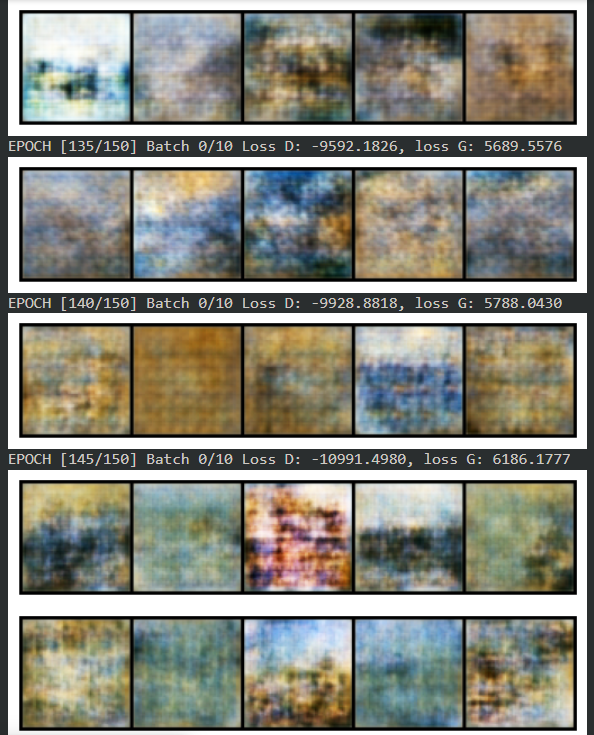 EPOCH [135/150] Batch 0/10 Loss D: -9592.1826, loss G: 5689.5576
EPOCH [140/150] Batch 0/10 Loss D: -9928.8818, loss G: 5788.0430
EPOCH [145/150] Batch 0/10 Loss D: -10991.4980, loss G: 6186.1777